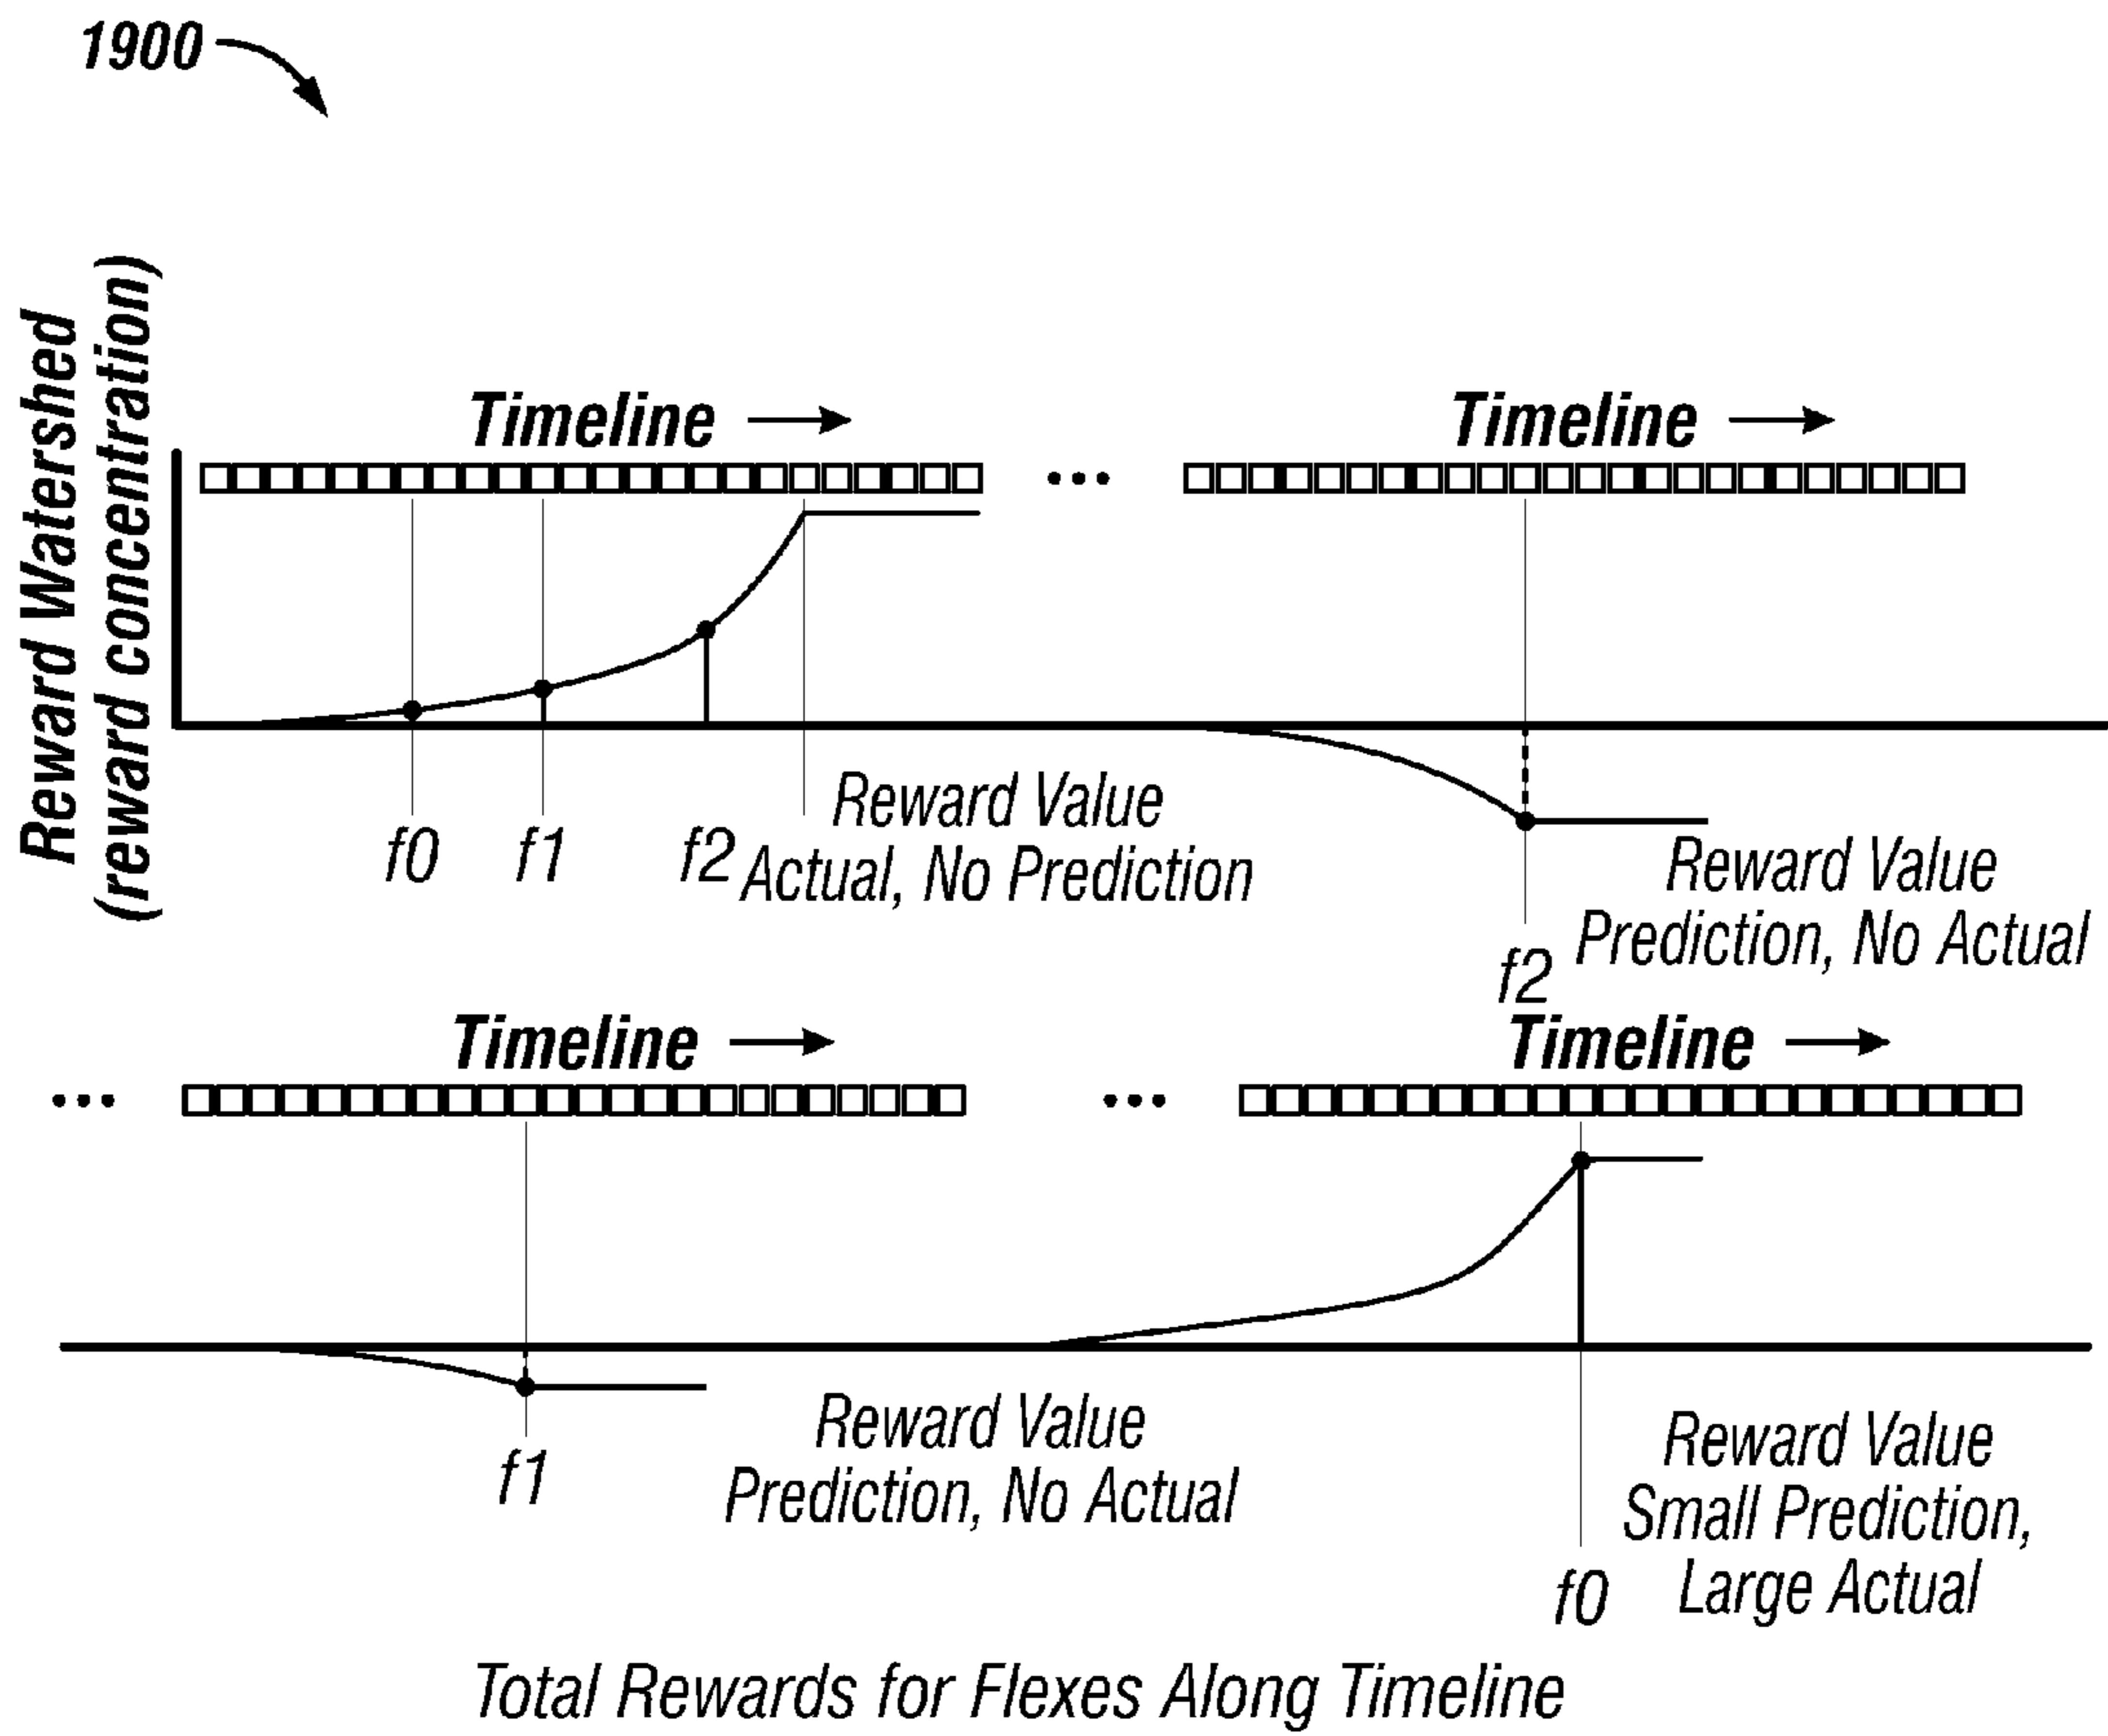 1900
Reward Watershed
(reward concentration)
Timeline
Timeline
...
f0
f1
f2
Reward Value
Actual, No Prediction
f2
Reward Value
Prediction, No Actual
Timeline
Timeline
...
...
f1
Reward Value
Prediction, No Actual
f0
Reward Value
Small Prediction,
Large Actual
Total Rewards for Flexes Along Timeline